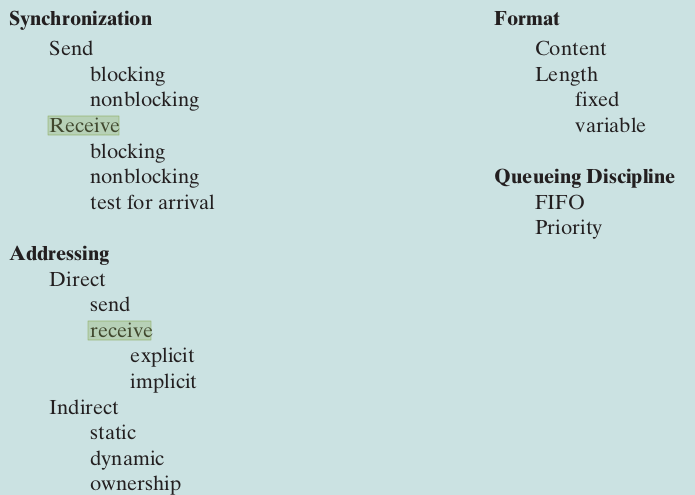 Synchronization
Send
blocking
nonblocking
Receive
blocking
nonblocking
test for arrival
Addressing
Direct
send
receive
explicit
implicit
Indirect
static
dynamic
ownership
Format
Content
Length
fixed
variable
Queueing Discipline
FIFO
Priority